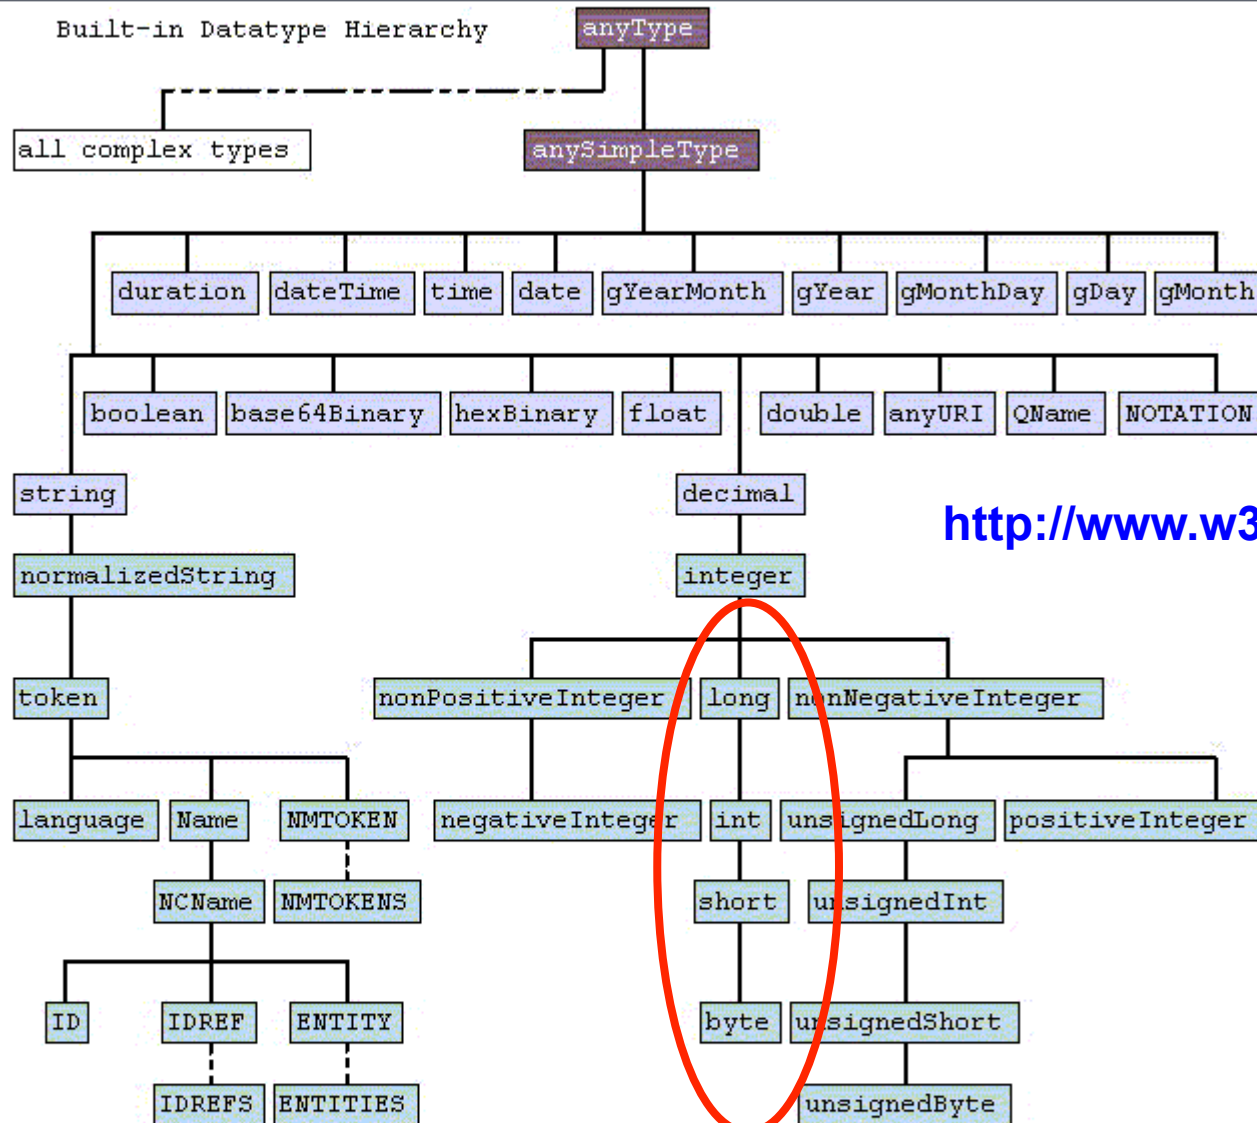 Built-in Datatype Hierarchy anyType
all complex types anySimpleType
duration dateTime time date gYearMonth gYear gMonthDay gDay gMonth
boolean base64Binary hexBinary float double anyURI QName NOTATION
string decimal
http://www.w3
normalizedString integer
token nonPositiveInteger long nonNegativeInteger
language Name NMTOKEN negativeInteger int unsignedLong positiveInteger
NCName NMTOKENS short unsignedInt
ID IDREF ENTITY byte unsignedShort
IDREFS ENTITIES unsignedByte